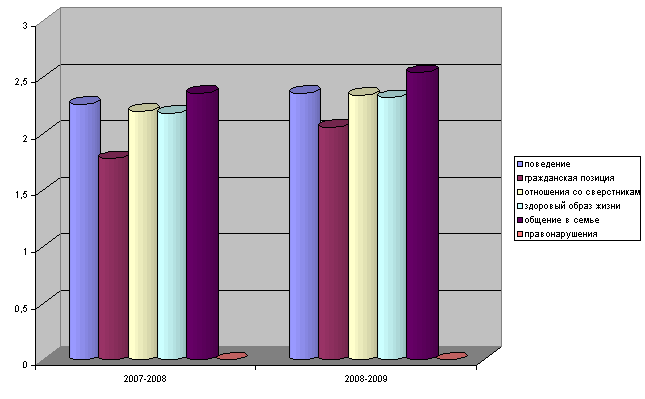 3
2,5
2
1,5
1
0,5
0
2007-2008
2008-2009
поведение
гражданская позиция
отношения со сверстникам
здоровый образ жизни
общение в семье
правонарушения